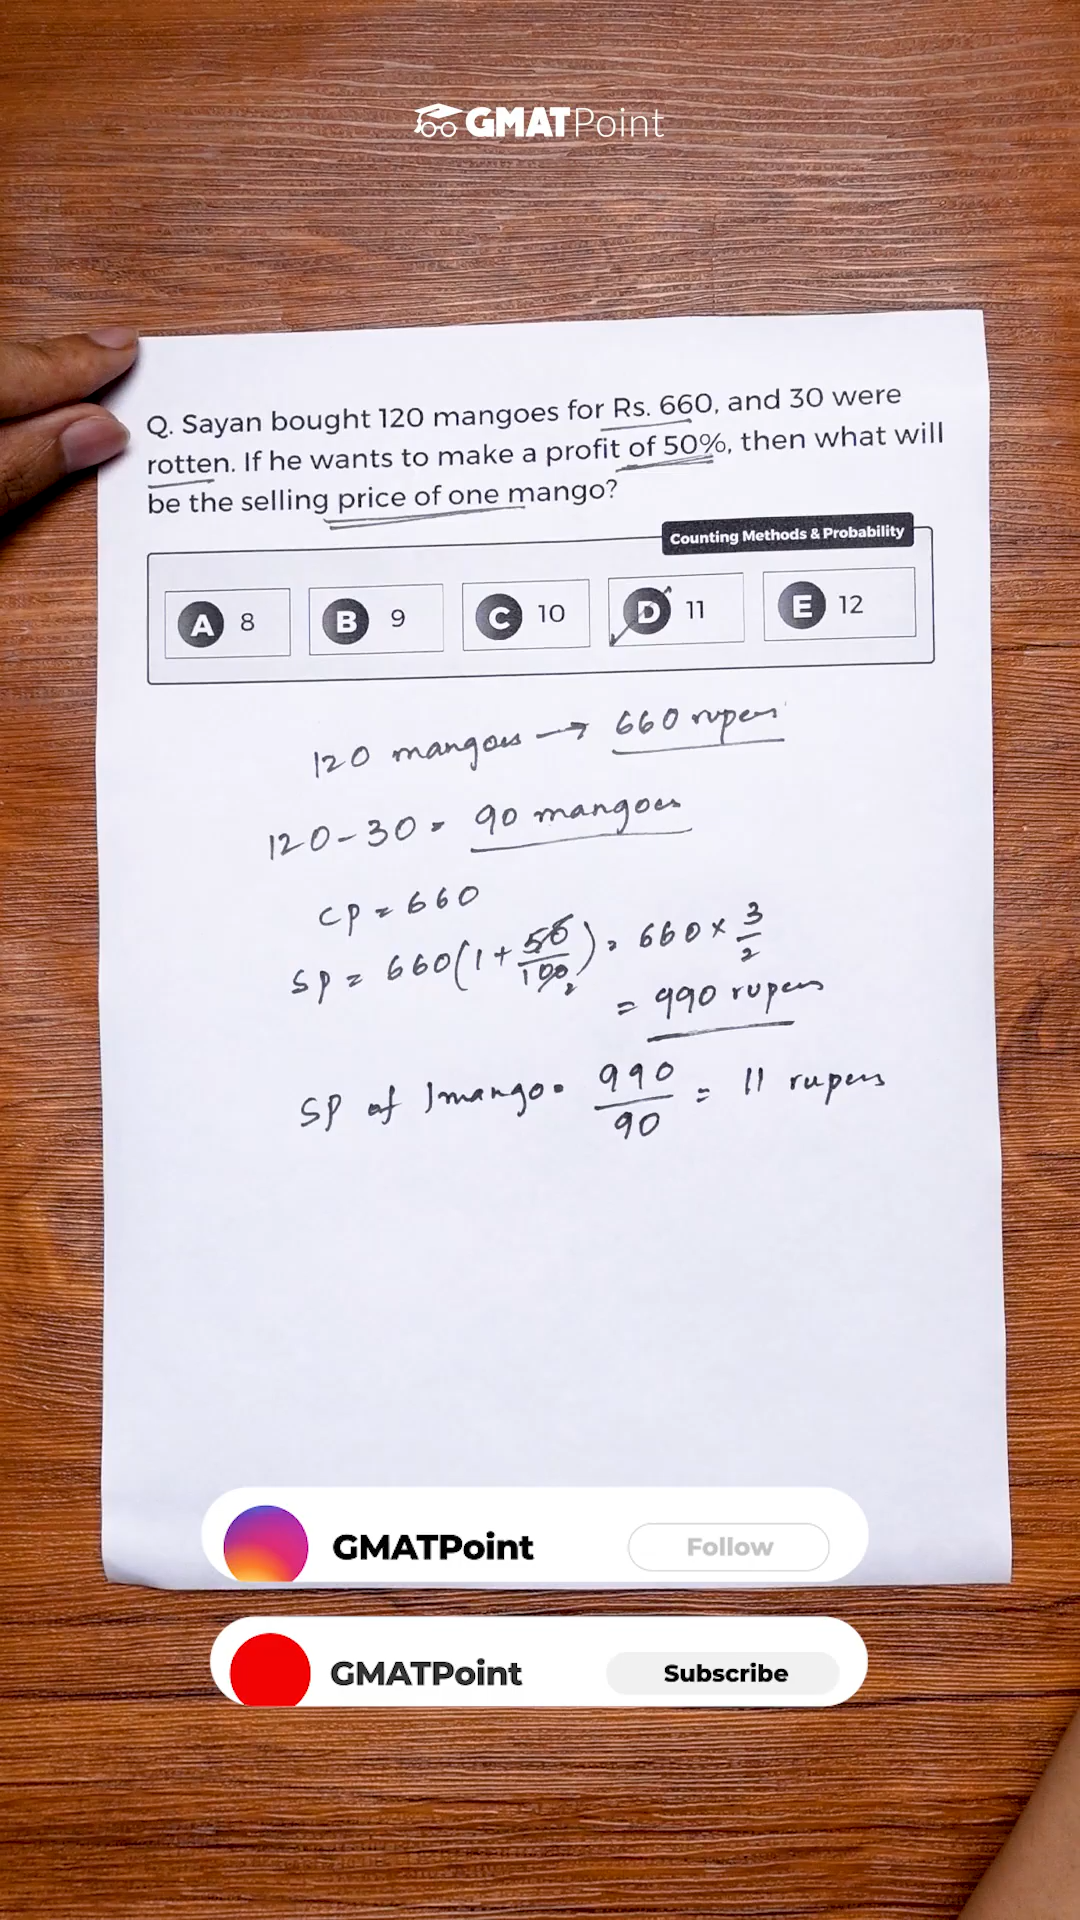 GMATPoint
Q. Sayan bought 120 mangoes for Rs. 660, and 30 were
rotten. If he wants to make a profit of 50%, then what will
be the selling price of one mango?
Counting Methods & Probability
A 8 B 9 C 10 D 11 E 12
120 mangoes → 660 rupees
120-30 = 90 mangoes
CP = 660
SP = 660(1+50/100) = 660 × 3/2
2
= 990 rupees
SP of 1 mango = 990/90 = 11 rupees
GMATPoint Follow
GMATPoint Subscribe